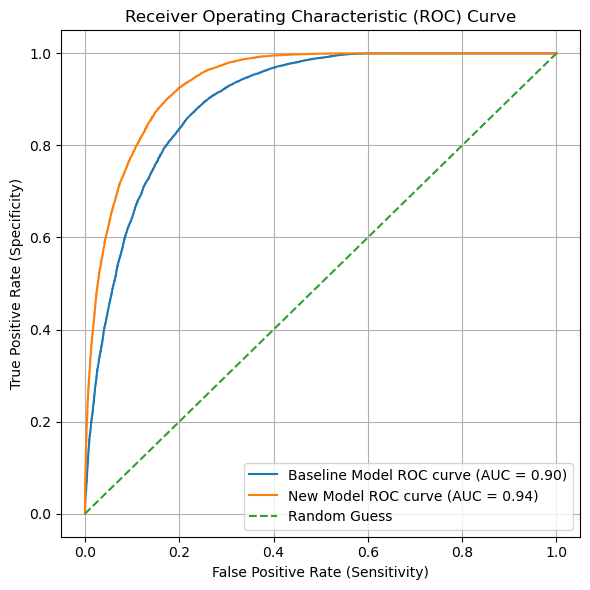 Receiver Operating Characteristic (ROC) Curve
True Positive Rate (Specificity)
1.0
0.8
0.6
0.4
0.2
0.0
Baseline Model ROC curve (AUC = 0.90)
New Model ROC curve (AUC = 0.94)
Random Guess
0.0 0.2 0.4 0.6 0.8 1.0
False Positive Rate (Sensitivity)